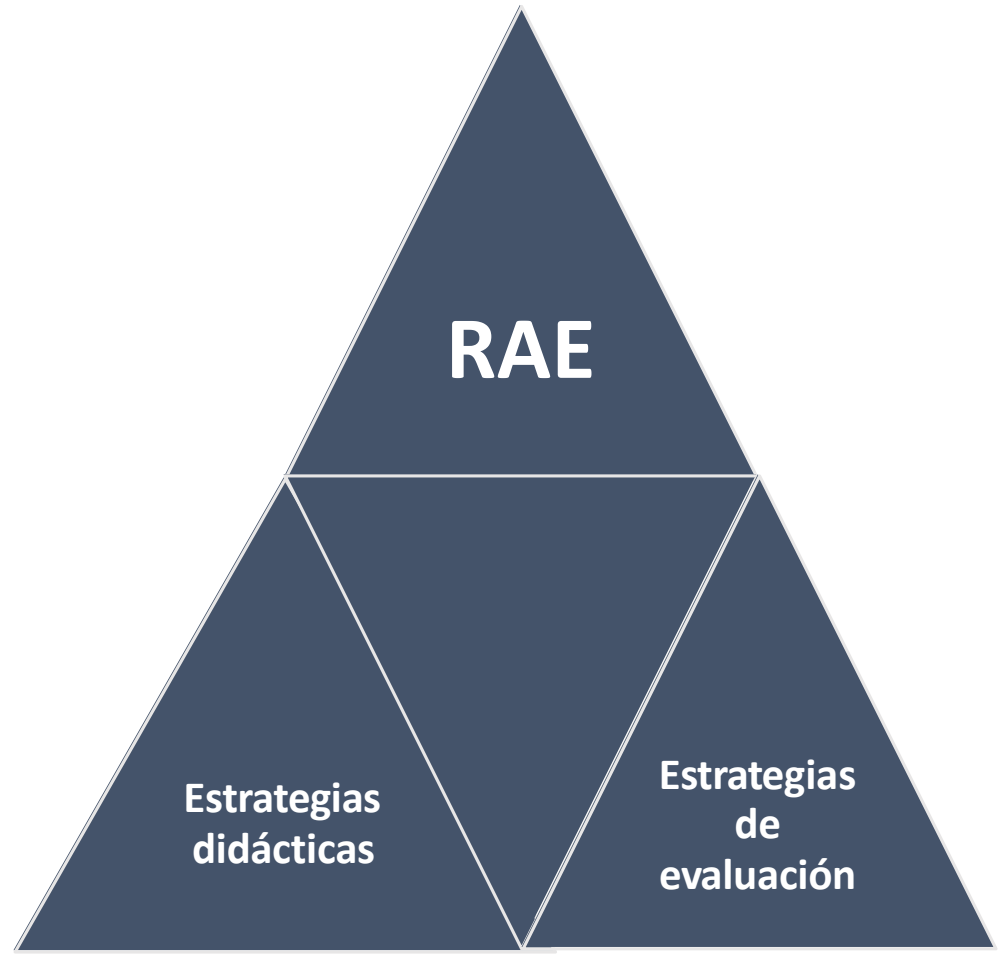 RAE
Estrategias
didácticas
Estrategias
de
evaluación